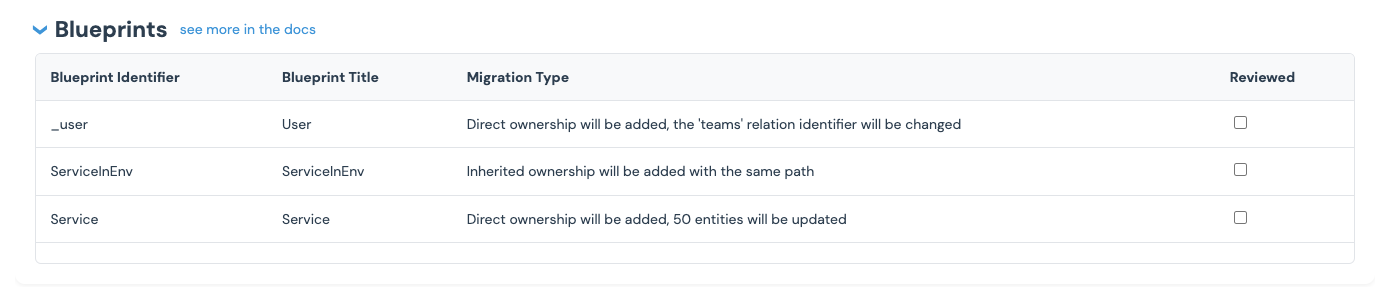 Blueprints see more in the docs
Blueprint Identifier Blueprint Title Migration Type Reviewed
_user User Direct ownership will be added, the 'teams' relation identifier will be changed
ServiceInEnv ServiceInEnv Inherited ownership will be added with the same path
Service Service Direct ownership will be added, 50 entities will be updated